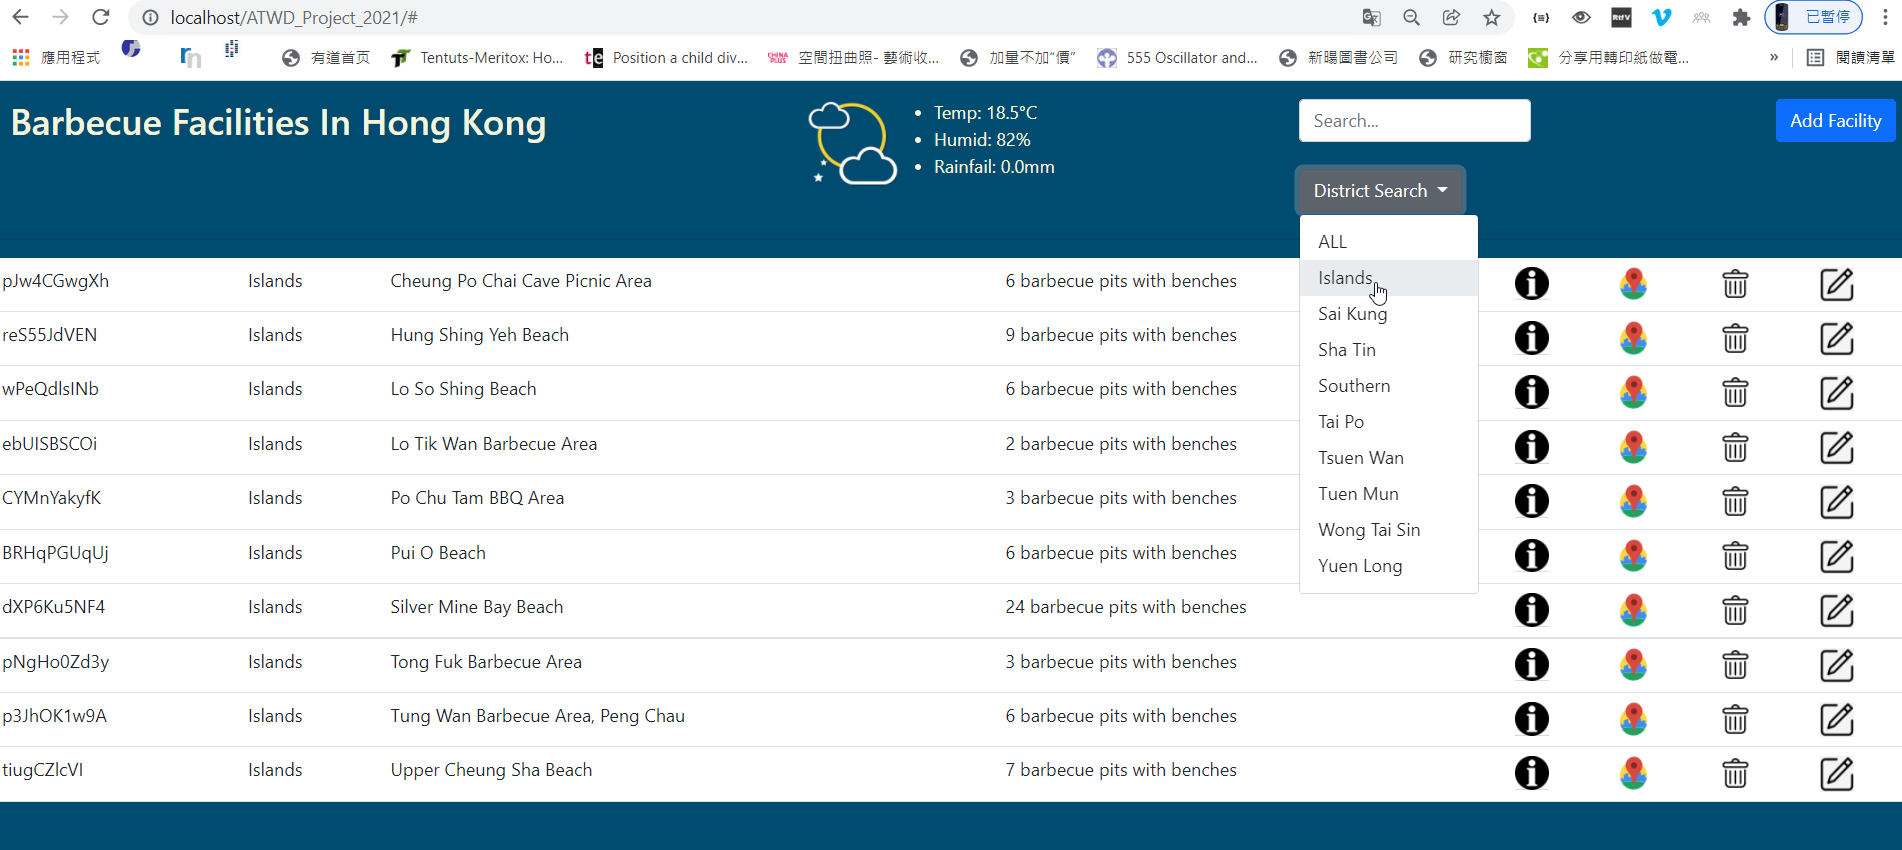 localhost/ATWD_Project_2021/#
RtfV
已暫停
應用程式
rn
有道首页
Tentuts-Meritox: Ho...
te
Position a child div...
CHINA
空間扭曲照- 藝術收...
加量不加“價”
555 Oscillator and...
新陽圖書公司
研究櫥窗
分享用轉印紙做電...
»
閱讀清單
Barbecue Facilities In Hong Kong
• Temp: 18.5°C
• Humid: 82%
• Rainfail: 0.0mm
Search...
Add Facility
District Search
ALL
Islands
Sai Kung
Sha Tin
Southern
Tai Po
Tsuen Wan
Tuen Mun
Wong Tai Sin
Yuen Long
pJw4CGwgXh Islands Cheung Po Chai Cave Picnic Area 6 barbecue pits with benches
reS55JdVEN Islands Hung Shing Yeh Beach 9 barbecue pits with benches
wPeQdlsINb Islands Lo So Shing Beach 6 barbecue pits with benches
ebUISBSCOi Islands Lo Tik Wan Barbecue Area 2 barbecue pits with benches
CYMnYakyfK Islands Po Chu Tam BBQ Area 3 barbecue pits with benches
BRHqPGUqUj Islands Pui O Beach 6 barbecue pits with benches
dXP6Ku5NF4 Islands Silver Mine Bay Beach 24 barbecue pits with benches
pNgHo0Zd3y Islands Tong Fuk Barbecue Area 3 barbecue pits with benches
p3JhOK1w9A Islands Tung Wan Barbecue Area, Peng Chau 6 barbecue pits with benches
tiugCZlcVI Islands Upper Cheung Sha Beach 7 barbecue pits with benches